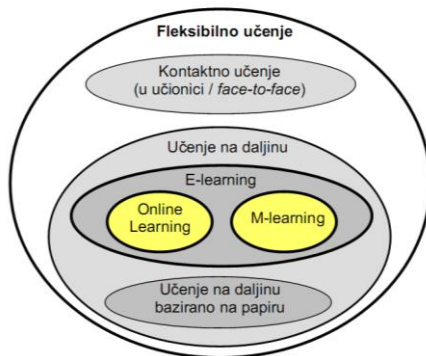 Fleksibilno učenje
Kontaktno učenje
(u učionici / face-to-face)
Učenje na daljinu
E-learning
Online
Learning
M-learning
Učenje na daljinu
bazirano na papiru